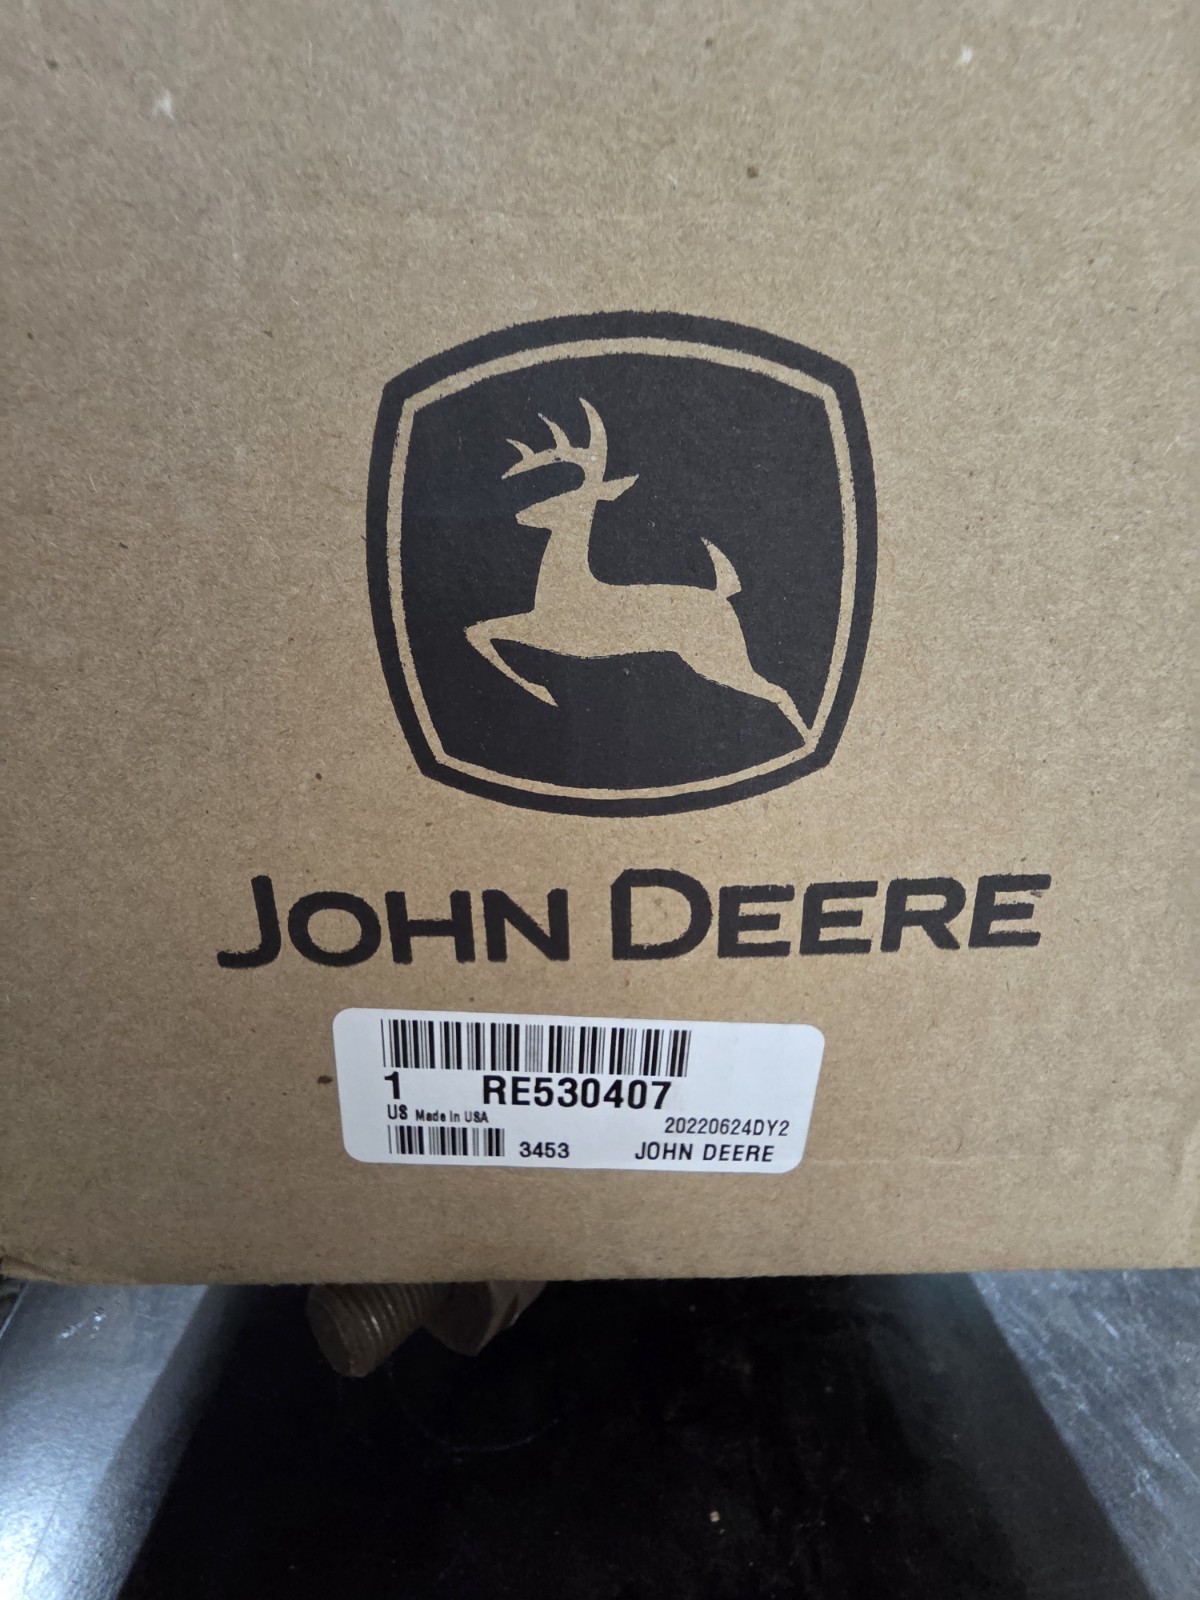 JOHN DEERE
1 RE530407
US Made In USA
20220624DY2
3453 JOHN DEERE